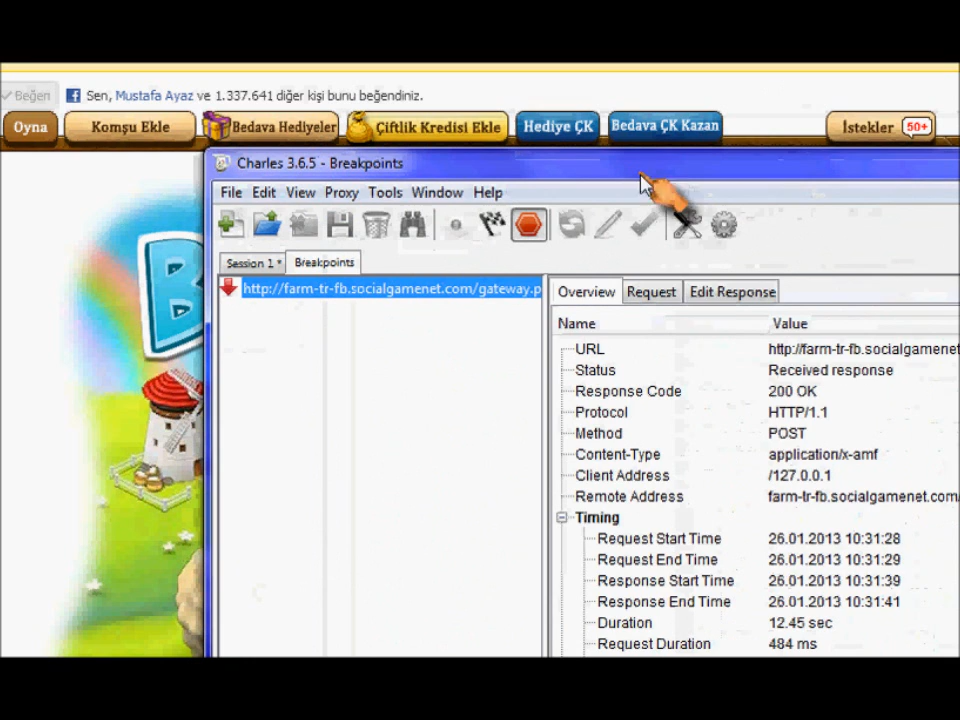 Beğen
Sen, Mustafa Ayaz ve 1.337.641 diğer kişi bunu beğendiniz.
Oyna Komşu Ekle Bedava Hediyeler Çiftlik Kredisi Ekle Hediye ÇK Bedava ÇK Kazan İstekler 50+
Charles 3.6.5 - Breakpoints
File Edit View Proxy Tools Window Help
Session 1 * Breakpoints
http://farm-tr-fb.socialgamenet.com/gateway.p
Overview Request Edit Response
Name Value
URL http://farm-tr-fb.socialgamenet
Status Received response
Response Code 200 OK
Protocol HTTP/1.1
Method POST
Content-Type application/x-amf
Client Address /127.0.0.1
Remote Address farm-tr-fb.socialgamenet.com/
Timing
Request Start Time 26.01.2013 10:31:28
Request End Time 26.01.2013 10:31:29
Response Start Time 26.01.2013 10:31:39
Response End Time 26.01.2013 10:31:41
Duration 12.45 sec
Request Duration 484 ms